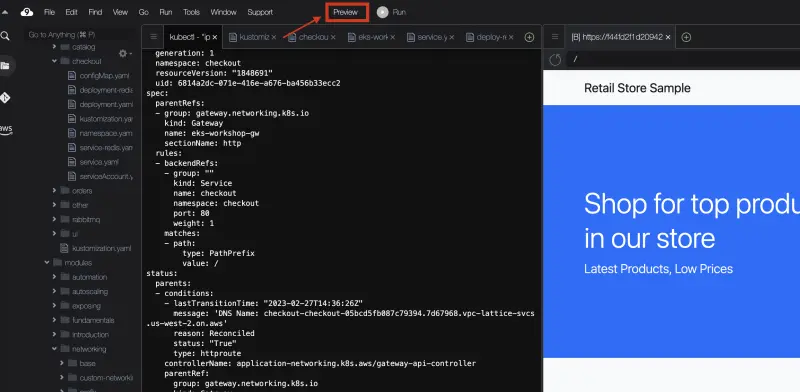 File Edit Find View Go Run Tools Window Support Preview Run
Go to Anything (⌘ P)
catalog
checkout
configMap.yaml
deployment-redis
deployment.yaml
kustomization.yaml
namespace.yaml
service-redis.yaml
service.yaml
serviceAccount.y
orders
other
rabbitmq
ui
kustomization.yaml
modules
automation
autoscaling
exposing
fundamentals
introduction
networking
base
custom-networki
aws
kubectl - "ip × kustomiz × checkou × eks-work × service.y × deploy-n ×
generation: 1
namespace: checkout
resourceVersion: "1848691"
uid: 6814a2dc-071e-416e-a676-ba456b33ecc2
spec:
parentRefs:
- group: gateway.networking.k8s.io
kind: Gateway
name: eks-workshop-gw
sectionName: http
rules:
- backendRefs:
- group: ""
kind: Service
name: checkout
namespace: checkout
port: 80
weight: 1
matches:
- path:
type: PathPrefix
value: /
status:
parents:
- conditions:
- lastTransitionTime: "2023-02-27T14:36:26Z"
message: 'DNS Name: checkout-checkout-05bcd5fb087c79394.7d67968.vpc-lattice-svcs
.us-west-2.on.aws'
reason: Reconciled
status: "True"
type: httproute
controllerName: application-networking.k8s.aws/gateway-api-controller
parentRef:
group: gateway.networking.k8s.io
[B] https://f44fd2f1d20942 ×
/
Retail Store Sample
Shop for top produ
in our store
Latest Products, Low Prices